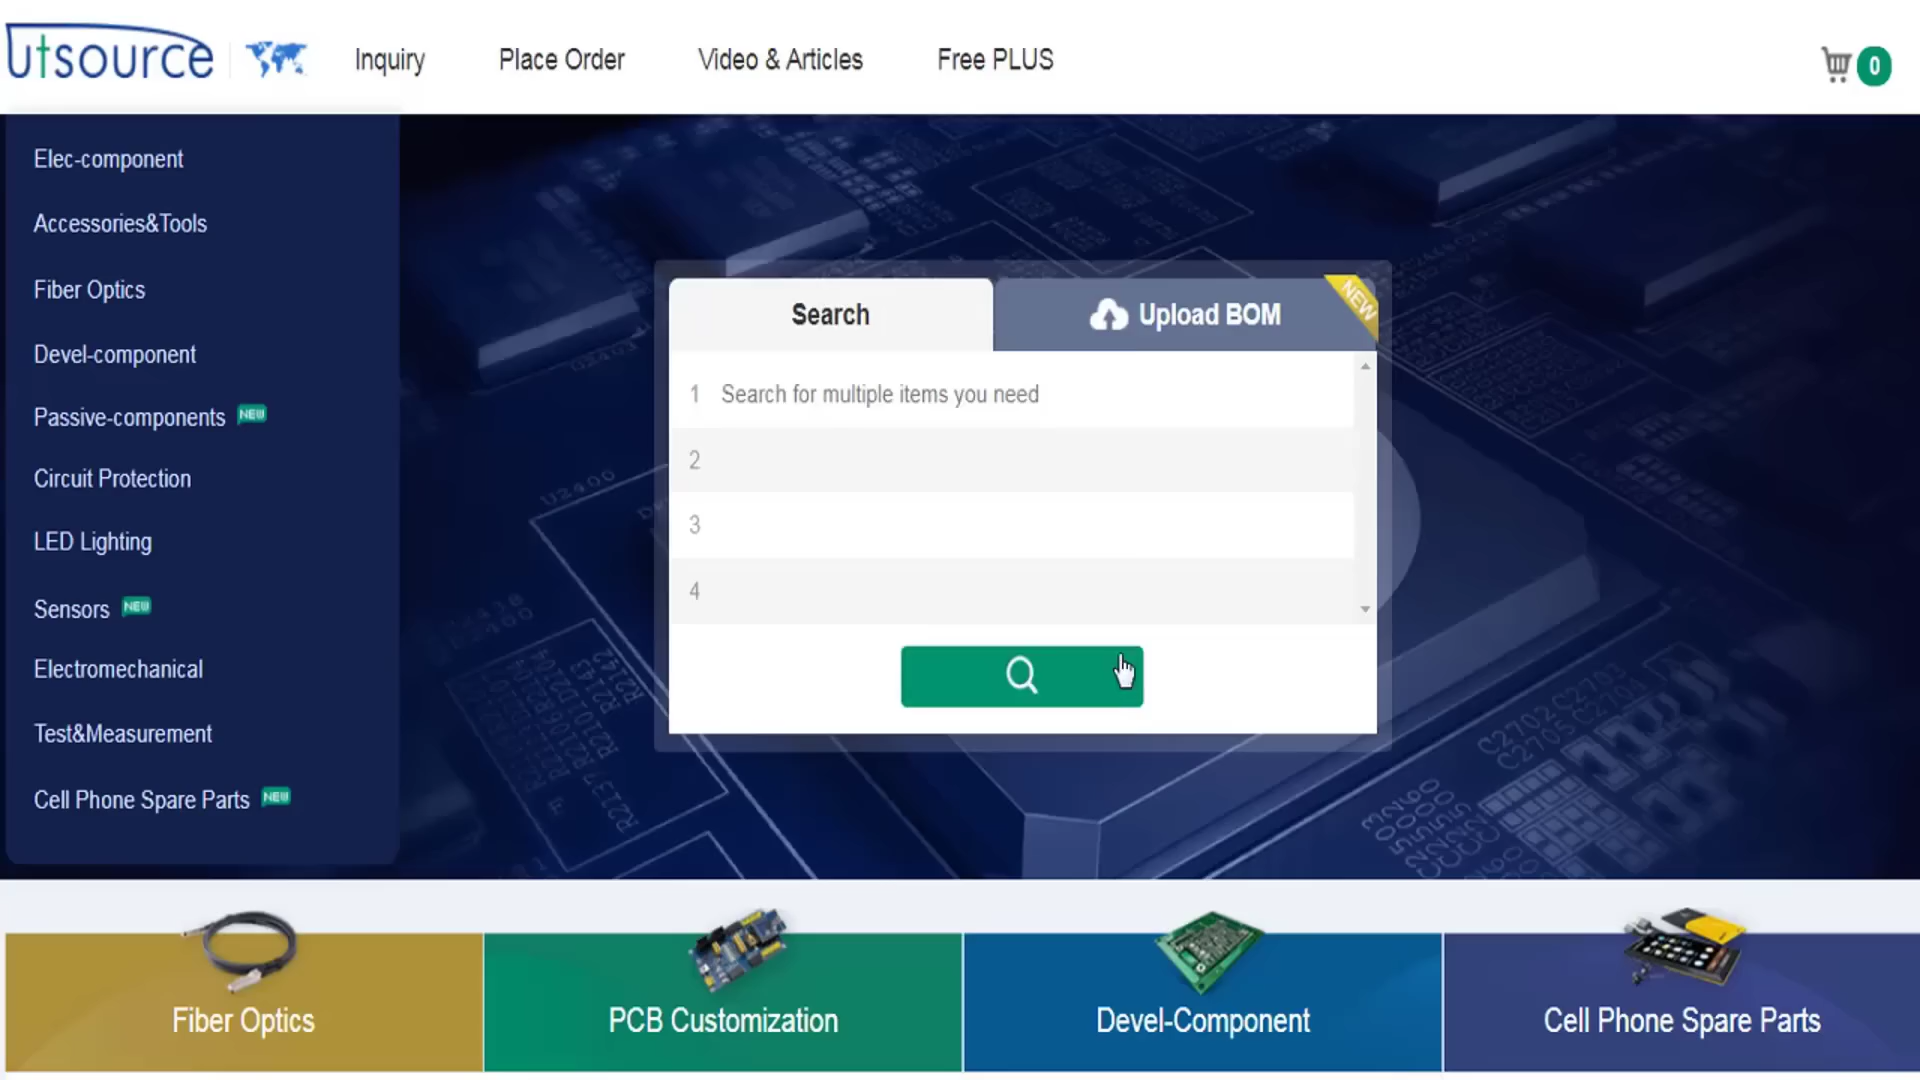 utsource
Inquiry
Place Order
Video & Articles
Free PLUS
0
Elec-component
Accessories&Tools
Fiber Optics
Devel-component
Passive-components NEW
Circuit Protection
LED Lighting
Sensors NEW
Electromechanical
Test&Measurement
Cell Phone Spare Parts NEW
Search
Upload BOM
NEW
1 Search for multiple items you need
2
3
4
U2400
C2702 C2701
Fiber Optics
PCB Customization
Devel-Component
Cell Phone Spare Parts